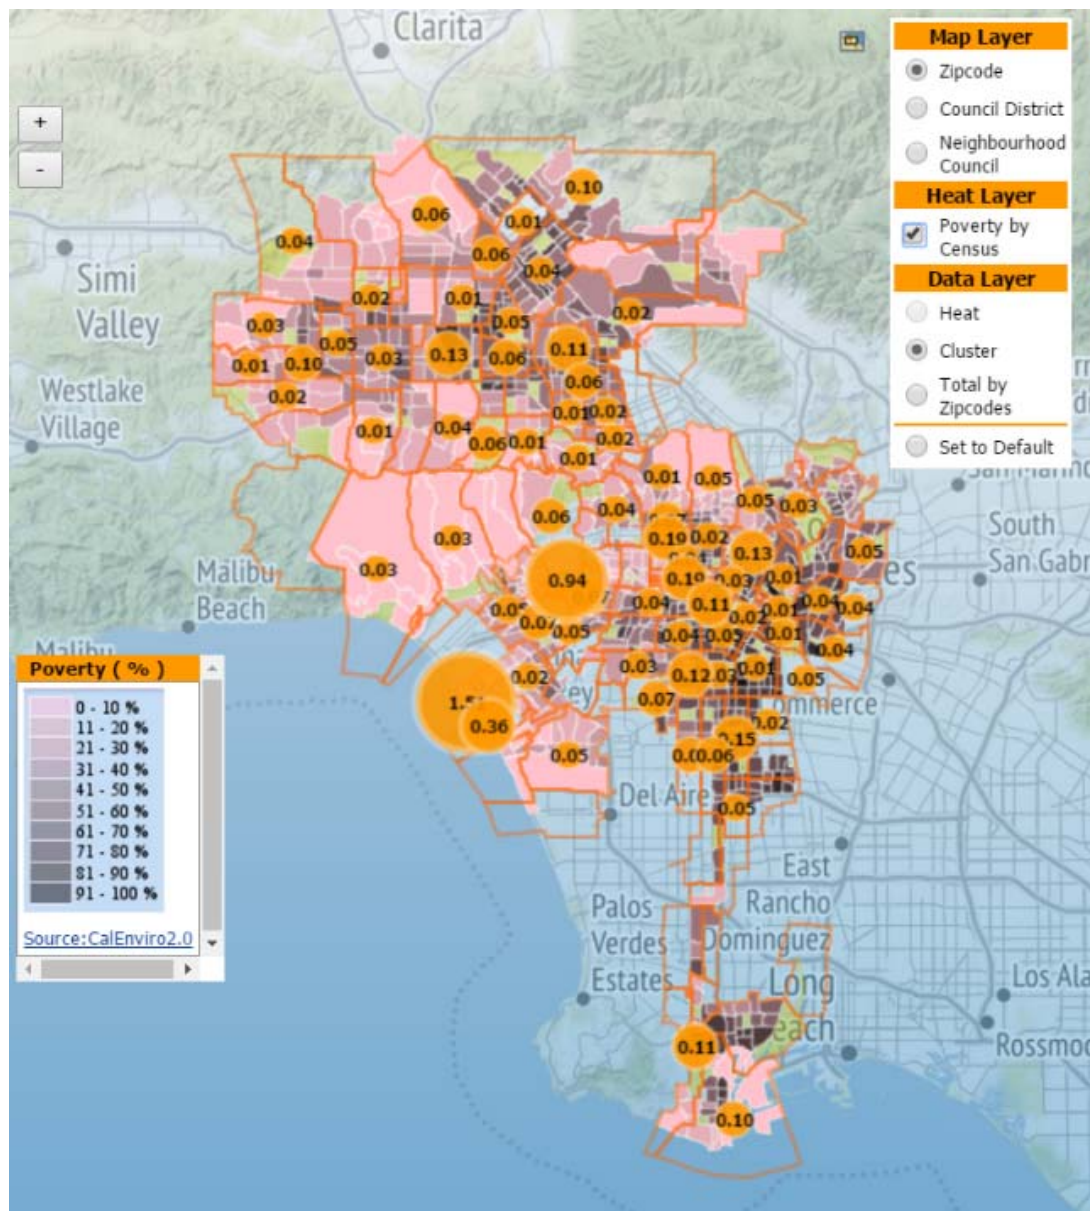 Clarita
Map Layer
Zipcode
Council District
Neighbourhood
Council
Heat Layer
Poverty by
Census
Data Layer
Heat
Cluster
Total by
Zipcodes
Set to Default
+
-
Simi
Valley
Westlake
Village
Malibu
Beach
Malibu
South
San Gabr
Del Aire
East
Rancho
Dominguez
Palos
Verdes
Estates
Long
each
Los Ala
Rossmo
ommerce
0.10
0.06
0.01
0.04
0.06
0.04
0.02
0.01
0.02
0.03
0.05
0.05
0.01
0.10
0.03
0.13
0.06
0.11
0.02
0.06
0.01
0.02
0.01
0.04
0.06
0.01
0.02
0.01
0.01
0.05
0.06
0.04
0.05
0.03
0.19
0.02
0.13
0.05
0.03
0.03
0.94
0.03
0.01
0.04
0.11
0.02
0.01
0.04
0.04
0.05
0.04
0.05
0.01
0.04
0.02
0.03
0.12
0.01
0.05
0.07
0.36
0.02
0.15
0.05
0.06
0.05
0.11
0.10
Poverty ( % )
0 - 10 %
11 - 20 %
21 - 30 %
31 - 40 %
41 - 50 %
51 - 60 %
61 - 70 %
71 - 80 %
81 - 90 %
91 - 100 %
Source:CalEnviro2.0